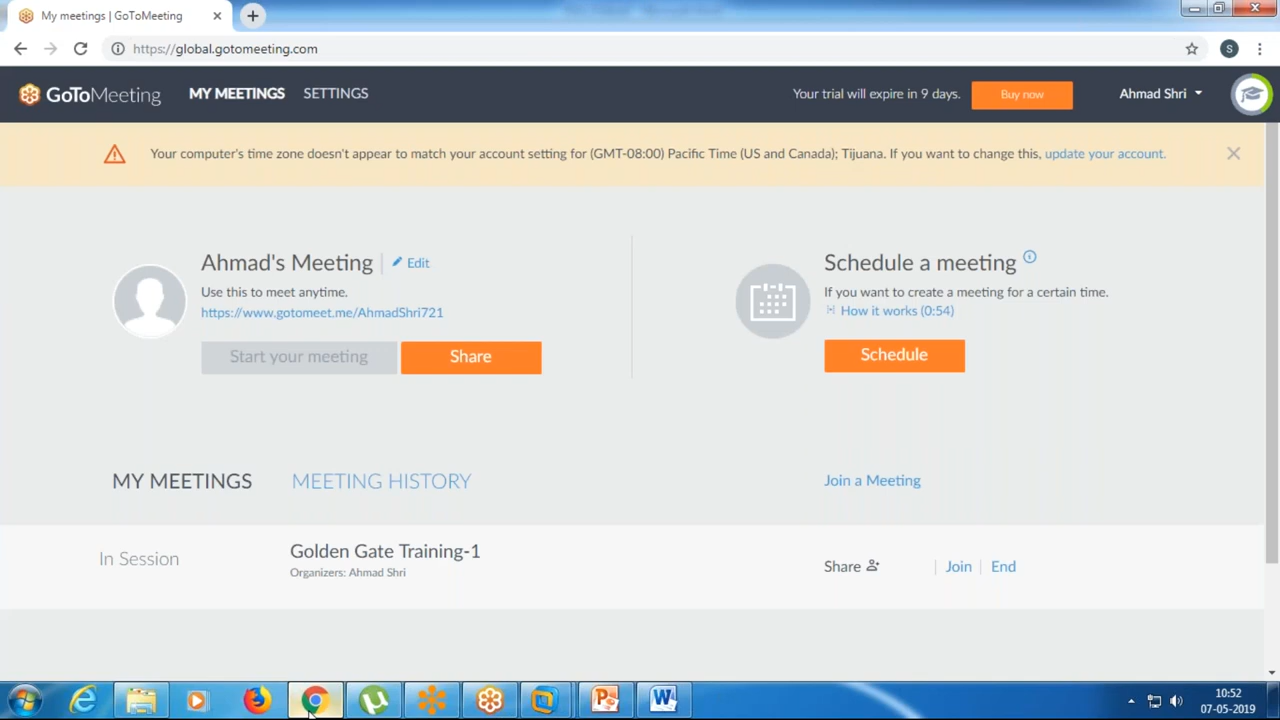 My meetings | GoToMeeting
https://global.gotomeeting.com
S
GoToMeeting MY MEETINGS SETTINGS Your trial will expire in 9 days. Buy now Ahmad Shri
Your computer's time zone doesn't appear to match your account setting for (GMT-08:00) Pacific Time (US and Canada); Tijuana. If you want to change this, update your account.
Ahmad's Meeting Edit
Use this to meet anytime.
https://www.gotomeet.me/AhmadShri721
Start your meeting Share
Schedule a meeting
If you want to create a meeting for a certain time.
How it works (0:54)
Schedule
MY MEETINGS MEETING HISTORY Join a Meeting
In Session Golden Gate Training-1
Organizers: Ahmad Shri
Share Join End
10:52
07-05-2019